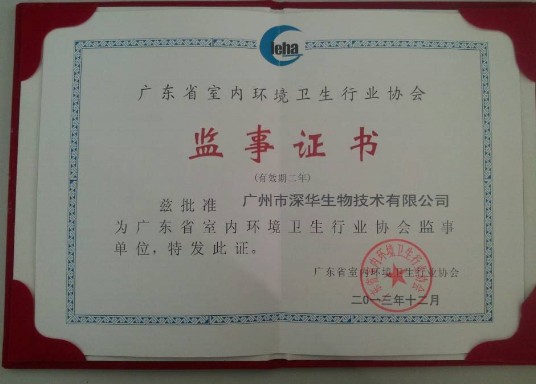 ieha
广东省室内环境卫生行业协会
监事证书
(有效期二年)
兹批准 广州市深华生物技术有限公司
为广东省室内环境卫生行业协会监事
单位，特发此证。
广东省室内环境卫生行业协会
二〇一三年十二月